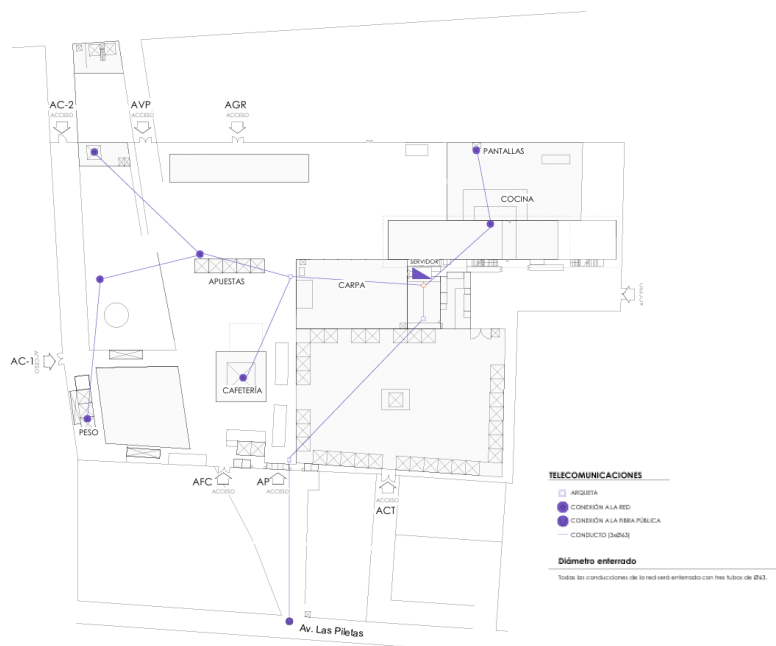 AC-2
ACCESO
AVP
ACCESO
AGR
ACCESO
PANTALLAS
COCINA
SERVIDOR
APUESTAS
CARPA
AC-1
ACCESO
CAFETERÍA
PESO
AFC
ACCESO
AP
ACCESO
ACCESO
ACT
TELECOMUNICACIONES
ARQUETA
CONEXIÓN A LA RED
CONEXIÓN A LA FIBRA PÚBLICA
CONDUCTO (3xØ63)
Diámetro enterrado
Todas las conducciones de la red será enterrada con tres tubos de Ø63.
Av. Las Piletas